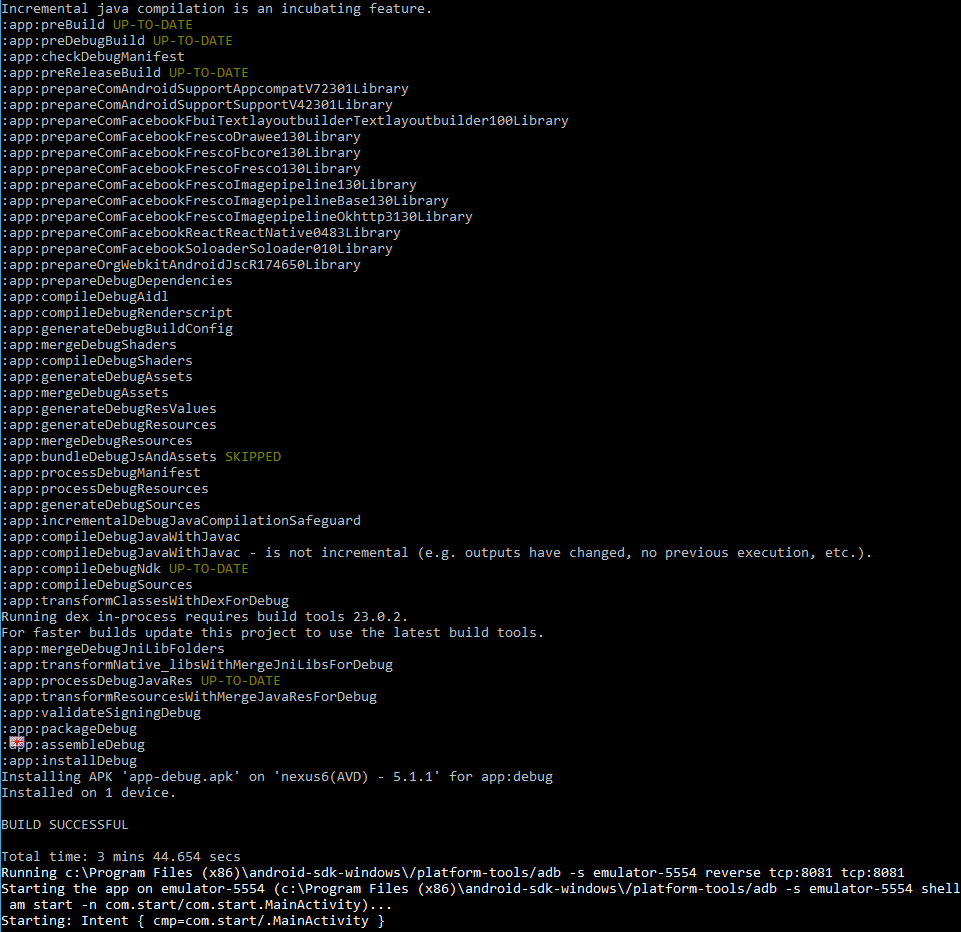 Incremental java compilation is an incubating feature.
:app:preBuild UP-TO-DATE
:app:preDebugBuild UP-TO-DATE
:app:checkDebugManifest
:app:preReleaseBuild UP-TO-DATE
:app:prepareComAndroidSupportAppcompatV72301Library
:app:prepareComAndroidSupportSupportV42301Library
:app:prepareComFacebookFbuiTextlayoutbuilderTextlayoutbuilder100Library
:app:prepareComFacebookFrescoDrawee130Library
:app:prepareComFacebookFrescoFbcore130Library
:app:prepareComFacebookFrescoFresco130Library
:app:prepareComFacebookFrescoImagepipeline130Library
:app:prepareComFacebookFrescoImagepipelineBase130Library
:app:prepareComFacebookFrescoImagepipelineOkhttp3130Library
:app:prepareComFacebookReactReactNative0483Library
:app:prepareComFacebookSoloaderSoloader010Library
:app:prepareOrgWebkitAndroidJscR174650Library
:app:prepareDebugDependencies
:app:compileDebugAidl
:app:compileDebugRenderscript
:app:generateDebugBuildConfig
:app:mergeDebugShaders
:app:compileDebugShaders
:app:generateDebugAssets
:app:mergeDebugAssets
:app:generateDebugResValues
:app:generateDebugResources
:app:mergeDebugResources
:app:bundleDebugJsAndAssets SKIPPED
:app:processDebugManifest
:app:processDebugResources
:app:generateDebugSources
:app:incrementalDebugJavaCompilationSafeguard
:app:compileDebugJavaWithJavac
:app:compileDebugJavaWithJavac - is not incremental (e.g. outputs have changed, no previous execution, etc.).
:app:compileDebugNdk UP-TO-DATE
:app:compileDebugSources
:app:transformClassesWithDexForDebug
Running dex in-process requires build tools 23.0.2.
For faster builds update this project to use the latest build tools.
:app:mergeDebugJniLibFolders
:app:transformNative_libsWithMergeJniLibsForDebug
:app:processDebugJavaRes UP-TO-DATE
:app:transformResourcesWithMergeJavaResForDebug
:app:validateSigningDebug
:app:packageDebug
:app:assembleDebug
:app:installDebug
Installing APK 'app-debug.apk' on 'nexus6(AVD) - 5.1.1' for app:debug
Installed on 1 device.
BUILD SUCCESSFUL
Total time: 3 mins 44.654 secs
Running c:\Program Files (x86)\android-sdk-windows\/platform-tools/adb -s emulator-5554 reverse tcp:8081 tcp:8081
Starting the app on emulator-5554 (c:\Program Files (x86)\android-sdk-windows\/platform-tools/adb -s emulator-5554 shell
am start -n com.start/com.start.MainActivity)...
Starting: Intent { cmp=com.start/.MainActivity }